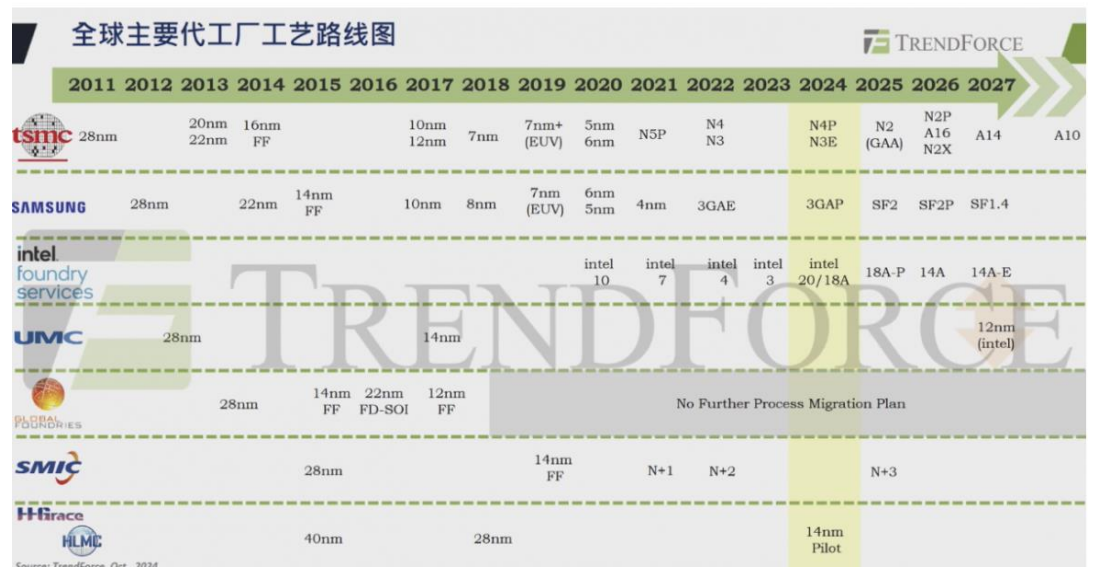 全球主要代工厂工艺路线图
TRENDFORCE
2011 2012 2013 2014 2015 2016 2017 2018 2019 2020 2021 2022 2023 2024 2025 2026 2027
tsmc 28nm
20nm
22nm
16nm
FF
10nm
12nm
7nm
7nm+
(EUV)
5nm
6nm
N5P
N4
N3
N4P
N3E
N2
(GAA)
N2P
A16
N2X
A14
A10
SAMSUNG
28nm
22nm
14nm
FF
10nm
8nm
7nm
(EUV)
6nm
5nm
4nm
3GAE
3GAP
SF2
SF2P
SF1.4
intel
foundry
services
intel
10
intel
7
intel
4
intel
3
intel
20/18A
18A-P
14A
14A-E
TRENDFORCE
UMC
28nm
14nm
12nm
(intel)
GLOBAL
FOUNDRIES
28nm
14nm
FF
22nm
FD-SOI
12nm
FF
No Further Process Migration Plan
SMIC
28nm
14nm
FF
N+1
N+2
N+3
HHGrace
HLMC
40nm
28nm
14nm
Pilot
Source: TrendForce, Oct., 2024